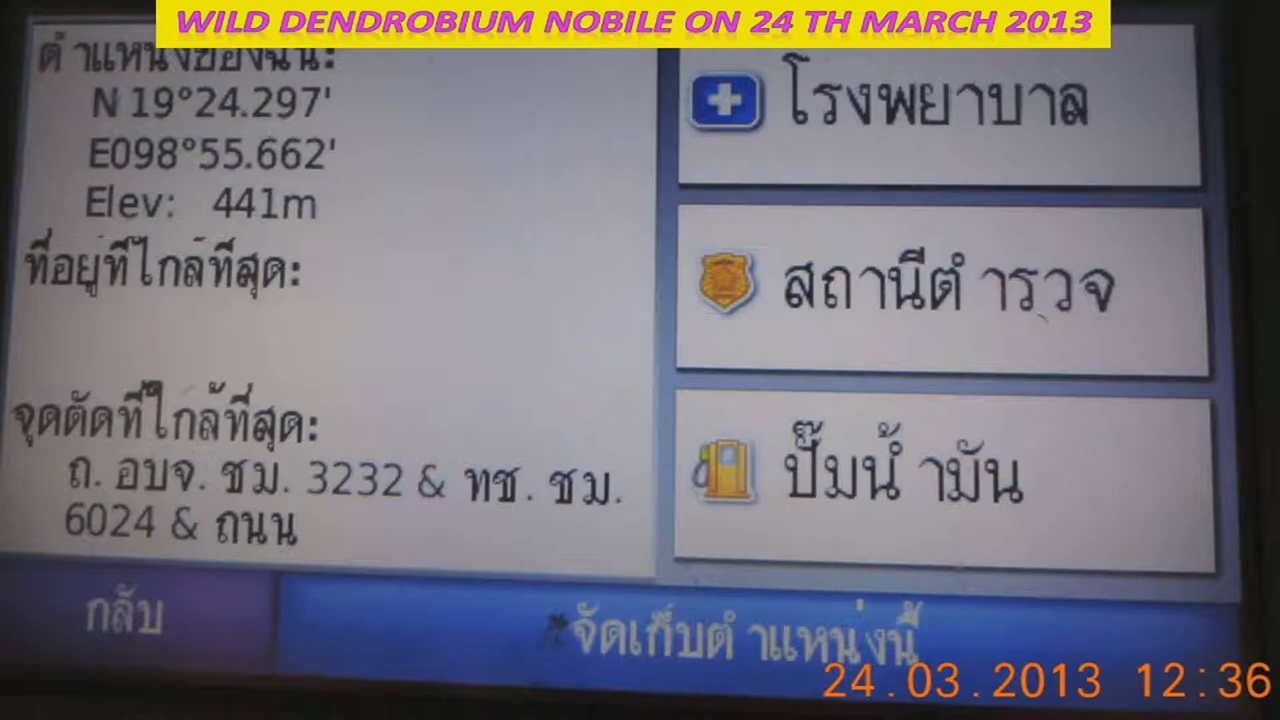 WILD DENDROBIUM NOBILE ON 24 TH MARCH 2013
ตำแหน่งของฉัน:
N 19°24.297'
E098°55.662'
Elev: 441m
ที่อยู่ที่ใกล้ที่สุด:
จุดตัดที่ใกล้ที่สุด:
ถ. อบจ. ชม. 3232 & ทช. ชม.
6024 & ถนน
โรงพยาบาล
สถานีตำรวจ
ปั๊มน้ำมัน
กลับ
จัดเก็บตำแหน่งนี้
24.03.2013 12:36